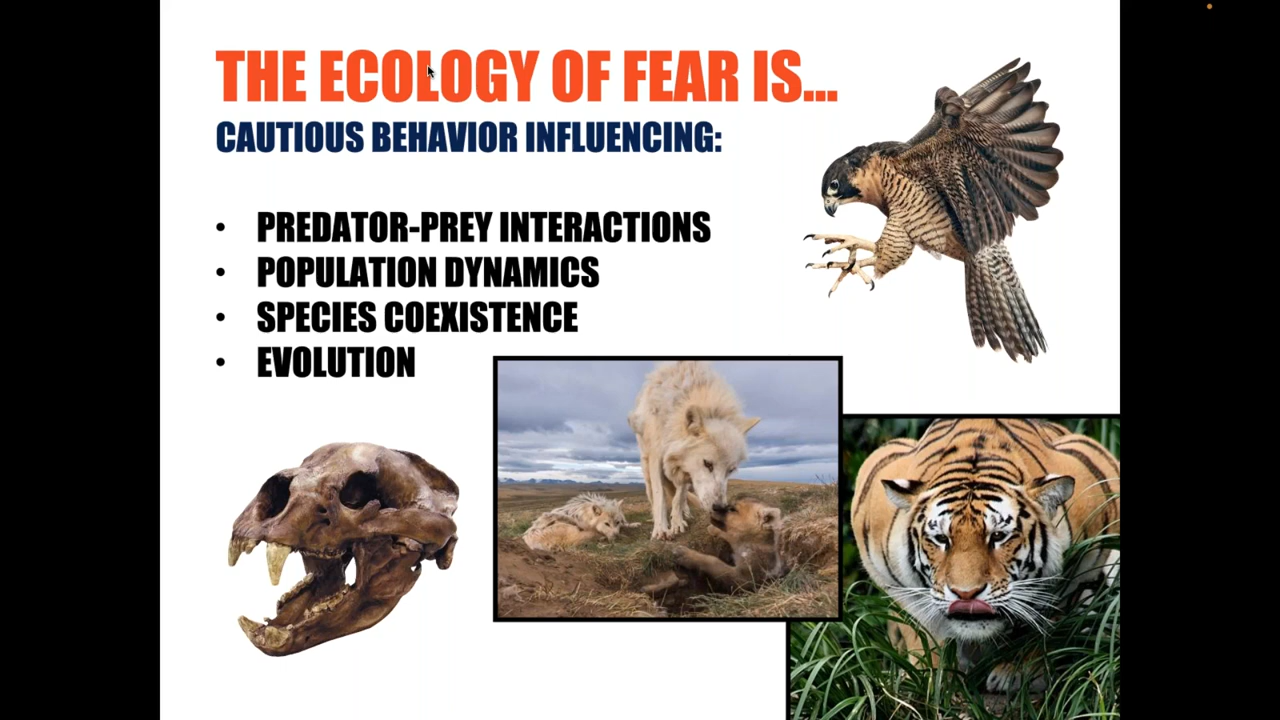 THE ECOLOGY OF FEAR IS...
CAUTIOUS BEHAVIOR INFLUENCING:
• PREDATOR-PREY INTERACTIONS
• POPULATION DYNAMICS
• SPECIES COEXISTENCE
• EVOLUTION